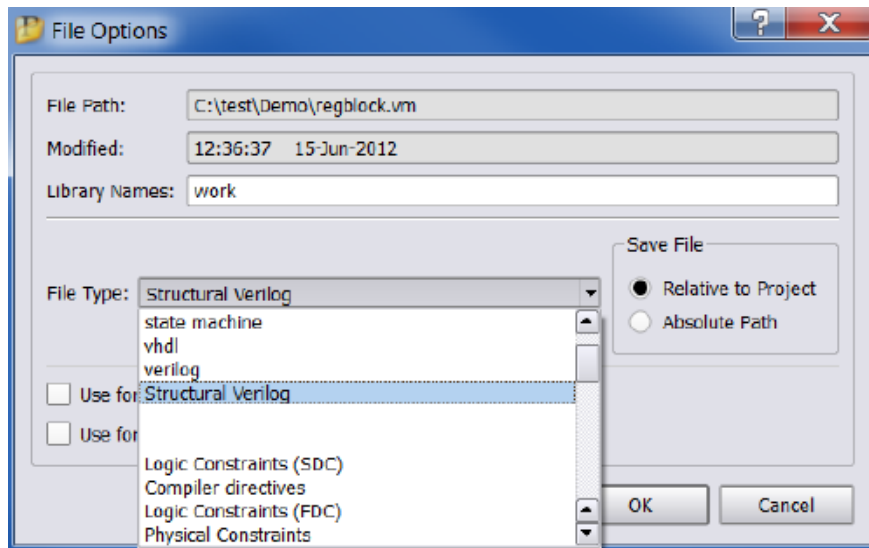 File Options
File Path: C:\test\Demo\regblock.vm
Modified: 12:36:37 15-Jun-2012
Library Names: work
Save File
File Type: Structural Verilog
Relative to Project
Absolute Path
state machine
vhdl
verilog
Structural Verilog
Use for
Use for
Logic Constraints (SDC)
Compiler directives
Logic Constraints (FDC)
Physical Constraints
OK
Cancel